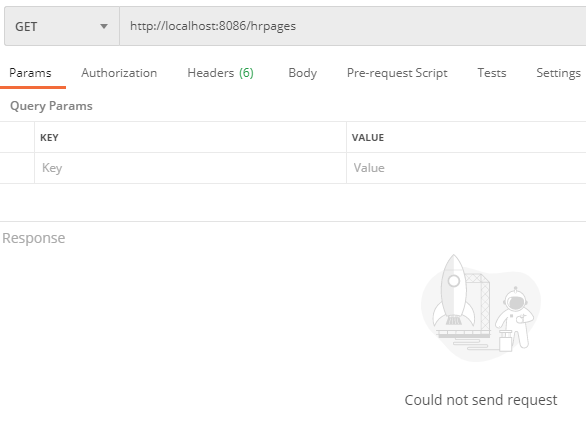 GET http://localhost:8086/hrpages
Params Authorization Headers (6) Body Pre-request Script Tests Settings
Query Params
KEY VALUE
Key Value
Response
Could not send request